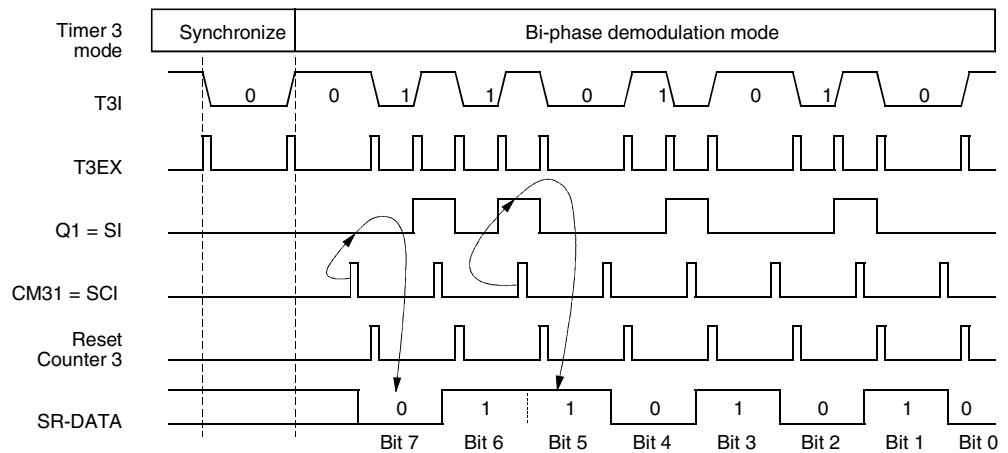 Timer 3
mode
Synchronize
Bi-phase demodulation mode
T3I
0 0 1 1 0 1 0 1 0
T3EX
Q1 = SI
CM31 = SCI
Reset
Counter 3
SR-DATA
0 1 1 0 1 0 1 0
Bit 7 Bit 6 Bit 5 Bit 4 Bit 3 Bit 2 Bit 1 Bit 0